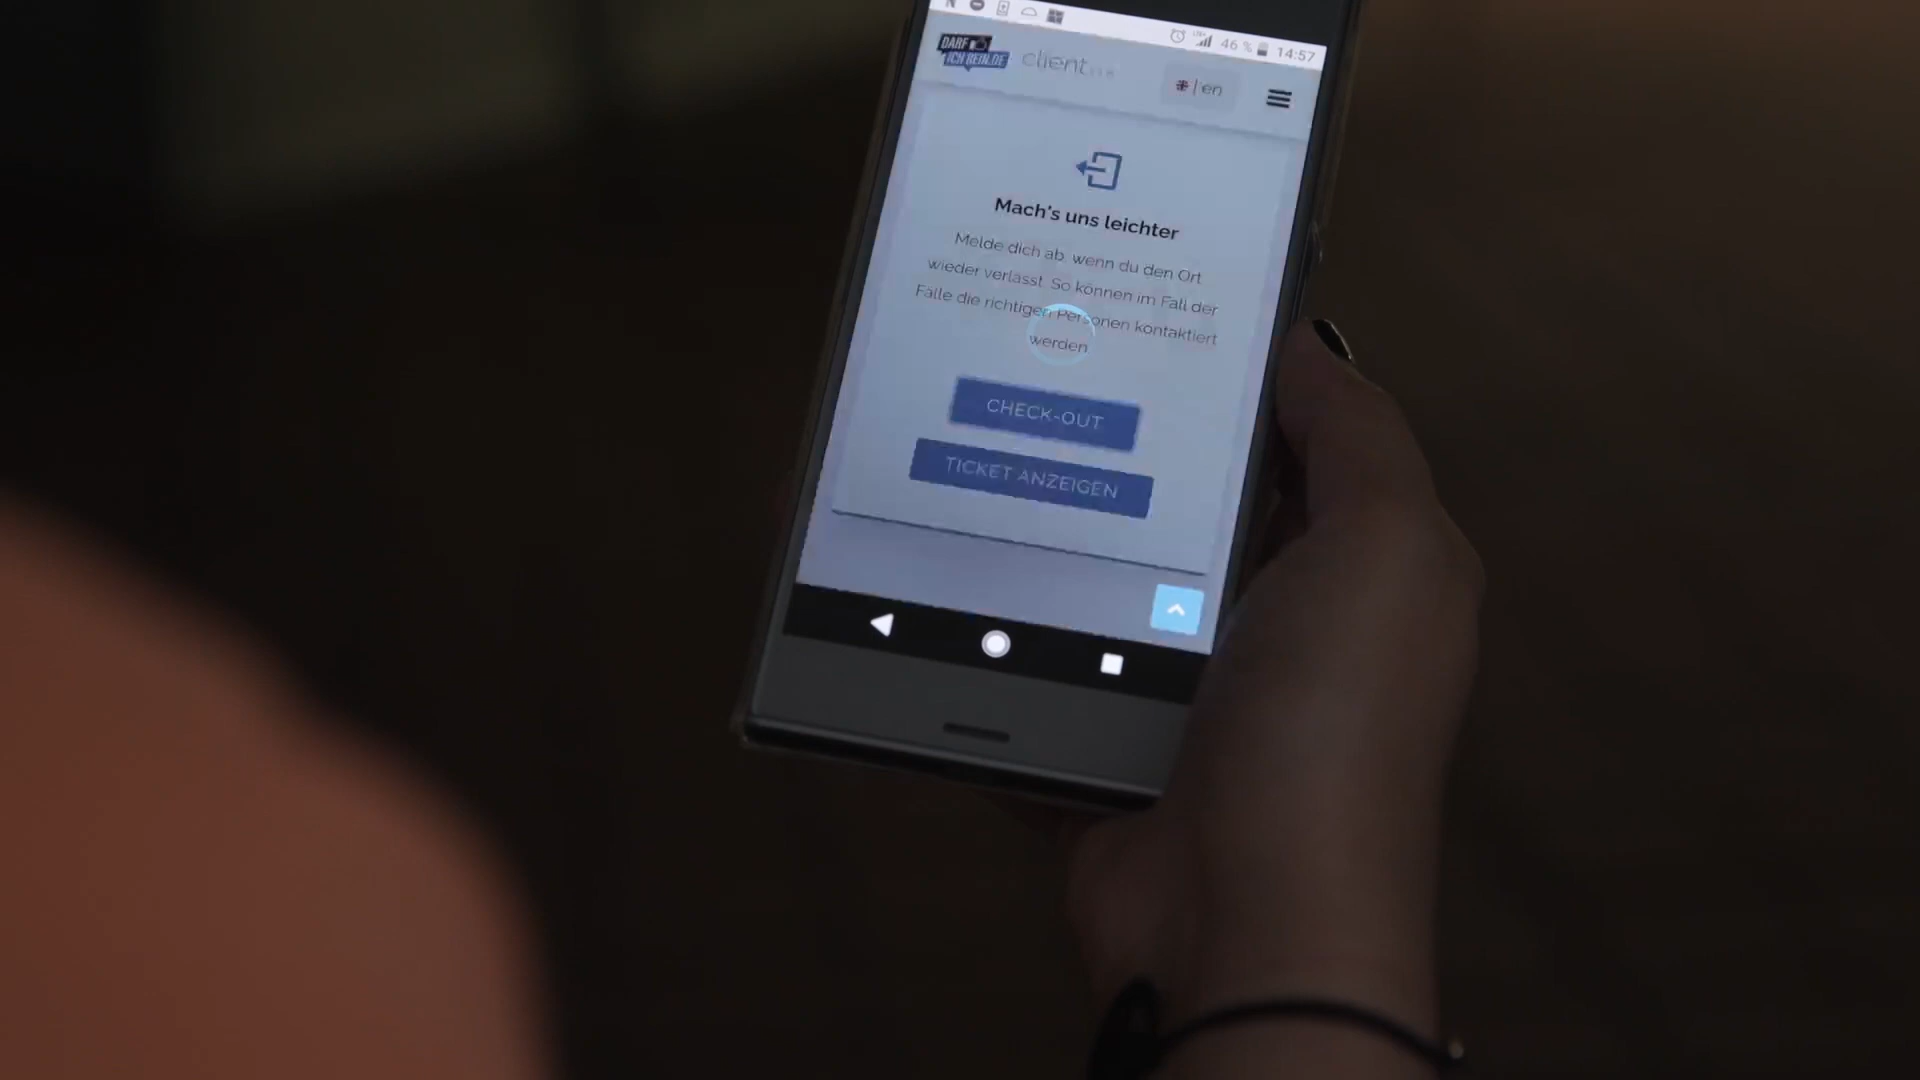 46 % 14:57
DARF
ICH REIN.DE
client
en
Mach's uns leichter
Melde dich ab, wenn du den Ort
wieder verlässt. So können im Fall der
Fälle die richtigen Personen kontaktiert
werden.
CHECK-OUT
TICKET ANZEIGEN